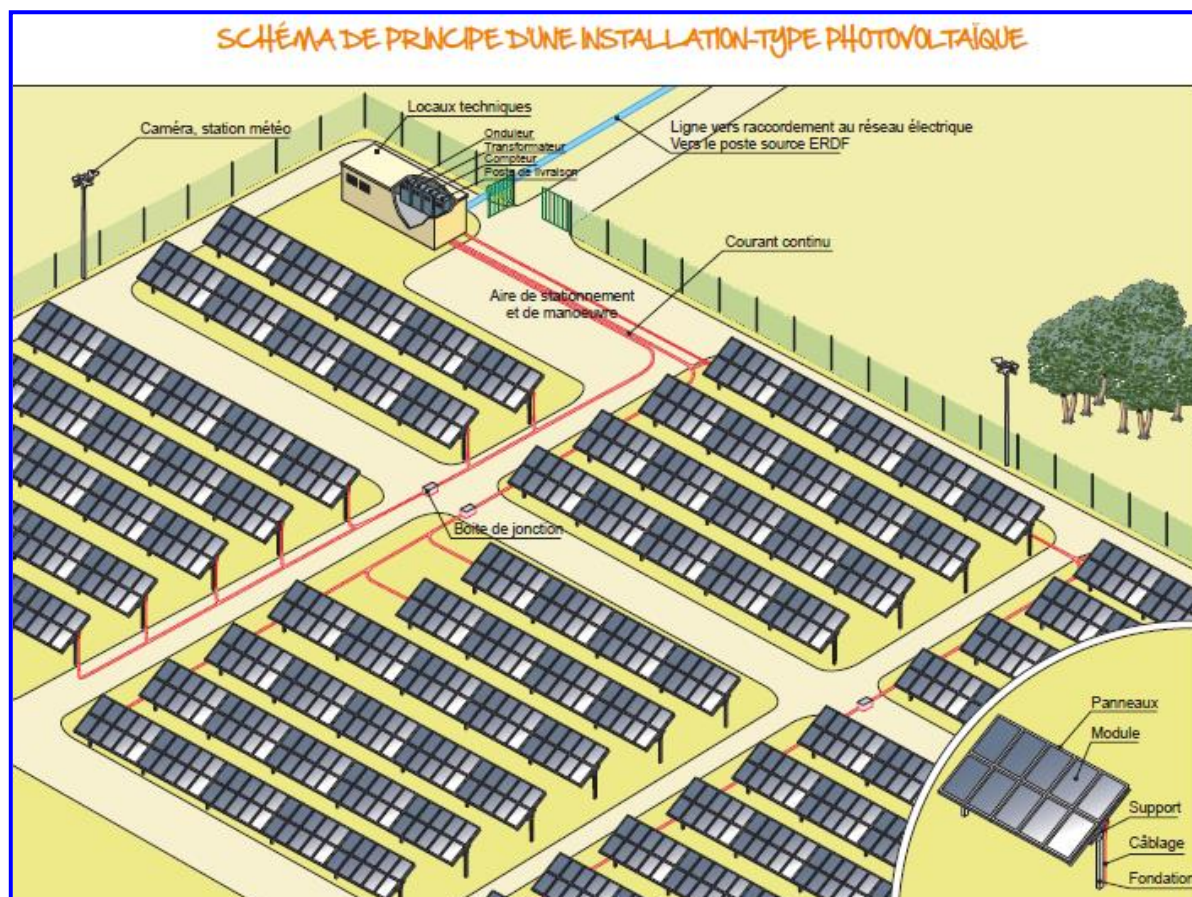 SCHÉMA DE PRINCIPE D'UNE INSTALLATION-TYPE PHOTOVOLTAÏQUE
Locaux techniques
Caméra, station météo
Onduleur
Transformateur
Compteur
Poste de livraison
Ligne vers raccordement au réseau électrique
Vers le poste source ERDF
Courant continu
Aire de stationnement
et de manoeuvre
Boite de jonction
Panneaux
Module
Support
Câblage
Fondation